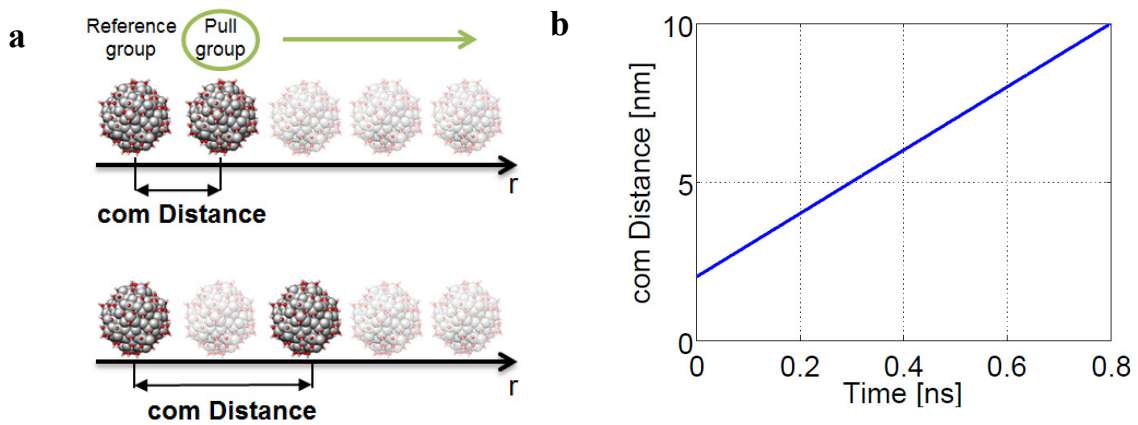 a
Reference
group
Pull
group
r
com Distance
r
com Distance
b
10
5
0
com Distance [nm]
0
0.2
0.4
0.6
0.8
Time [ns]